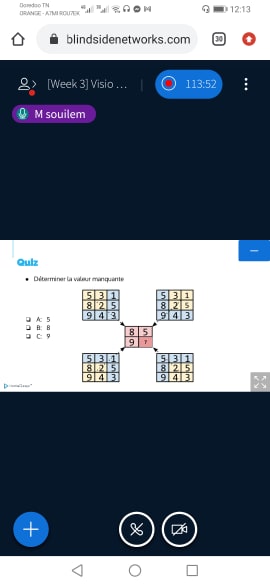 Ooredoo TN
ORANGE - A7MI ROU7EK
12:13
blindsidenetworks.com
30
[Week 3] Visio ...
113:52
M souilem
Quiz
Déterminer la valeur manquante
5 3 1 5 3 1
8 2 5 8 2 5
9 4 3 9 4 3
A: 5
B: 8
C: 9
8 5
9 ?
5 3 1 5 3 1
8 2 5 8 2 5
9 4 3 9 4 3